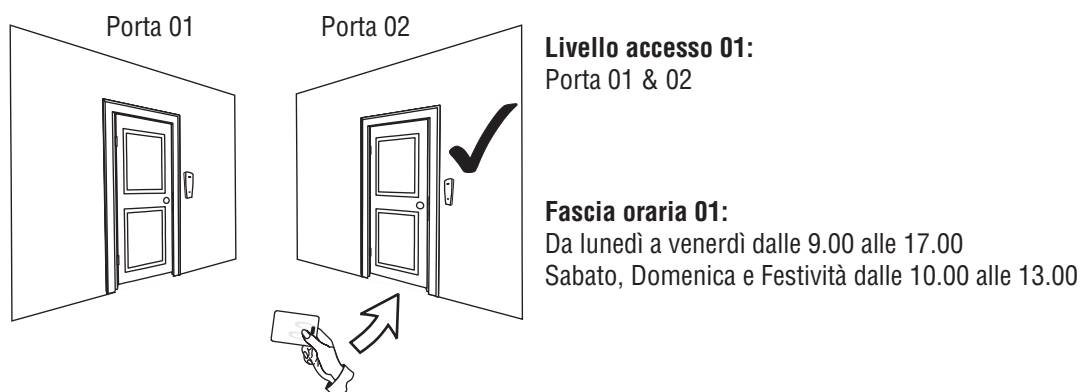 Porta 01
Porta 02
Livello accesso 01:
Porta 01 & 02
Fascia oraria 01:
Da lunedì a venerdì dalle 9.00 alle 17.00
Sabato, Domenica e Festività dalle 10.00 alle 13.00